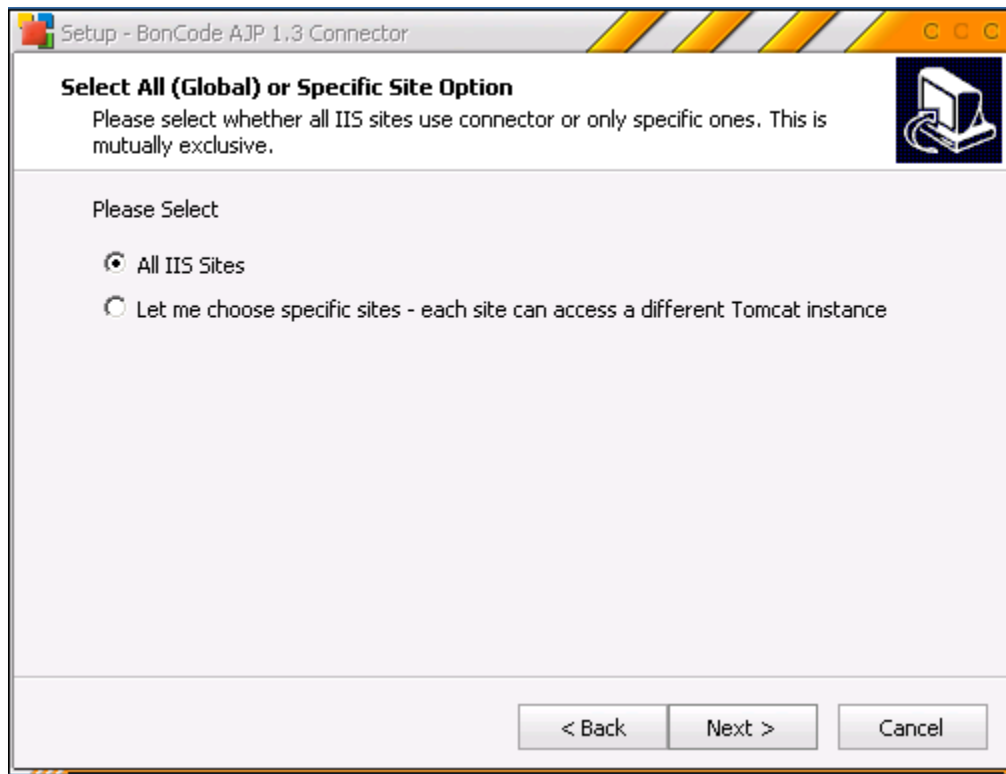 Setup - BonCode AJP 1.3 Connector
C C C
Select All (Global) or Specific Site Option
Please select whether all IIS sites use connector or only specific ones. This is
mutually exclusive.
Please Select
All IIS Sites
Let me choose specific sites - each site can access a different Tomcat instance
< Back
Next >
Cancel